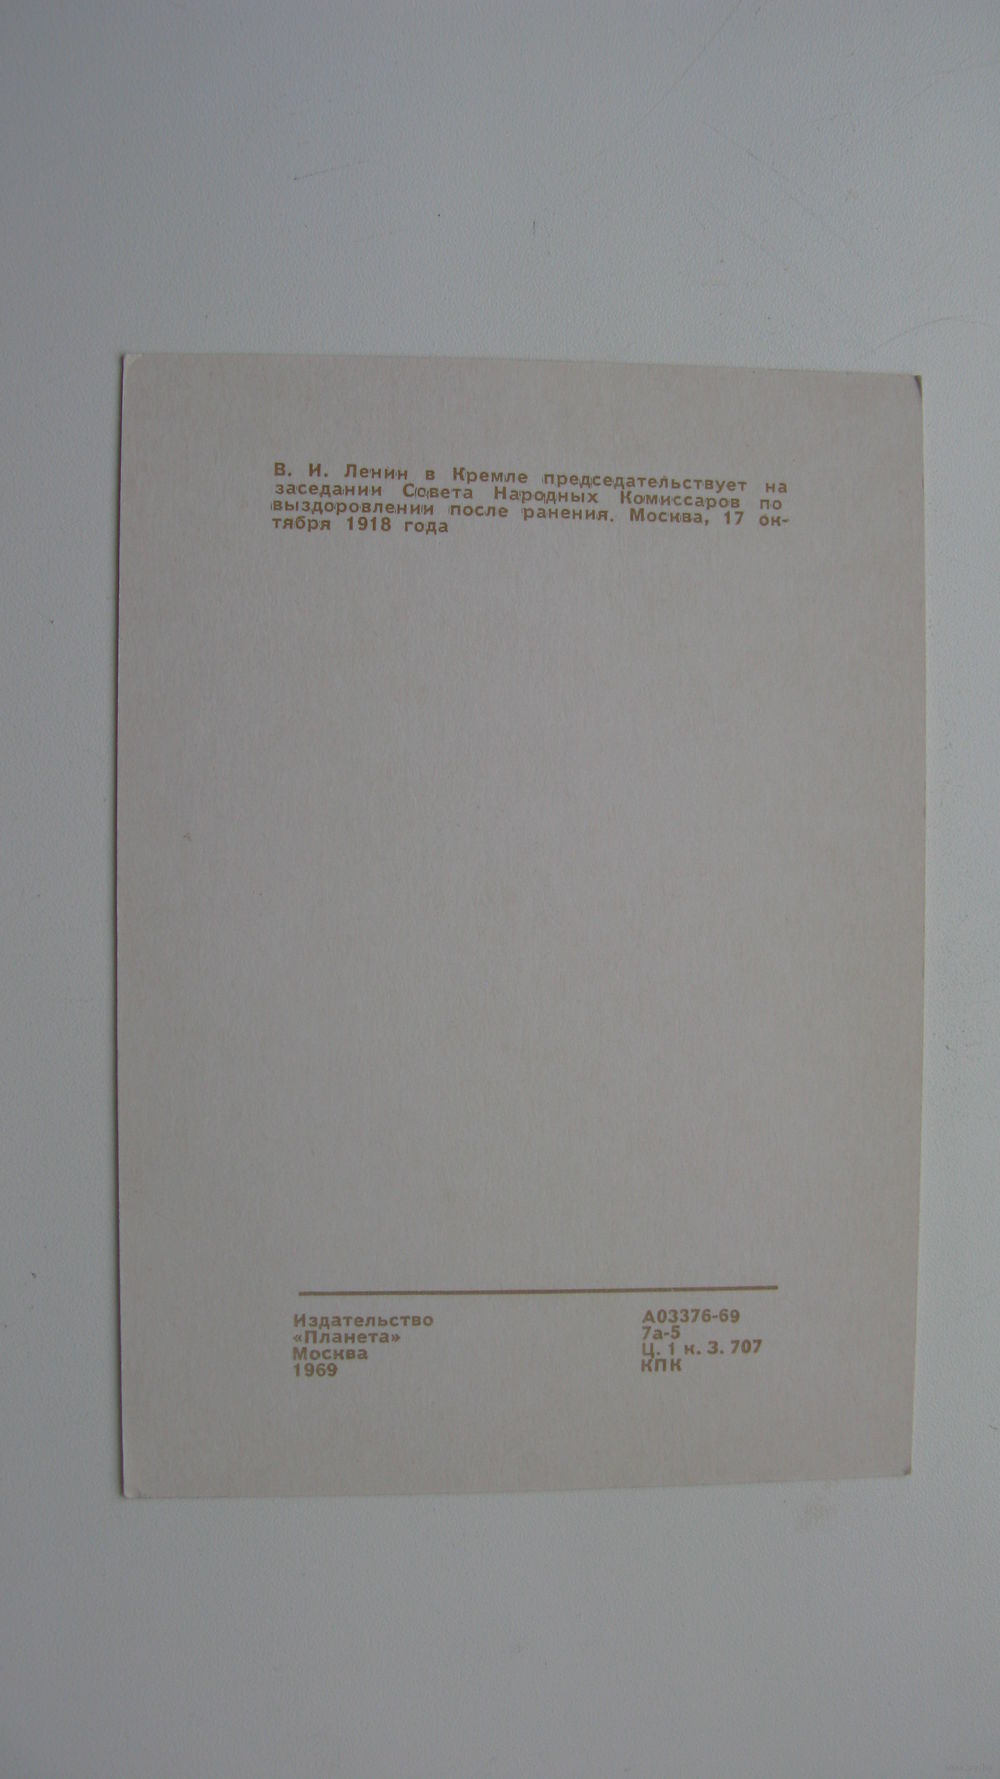 В. И. Ленин в Кремле председательствует на
заседании Совета Народных Комиссаров по
выздоровлении после ранения. Москва, 17 ок-
тября 1918 года
Издательство
«Планета»
Москва
1969
А03376-69
7а-5
Ц. 1 к. З. 707
КПК